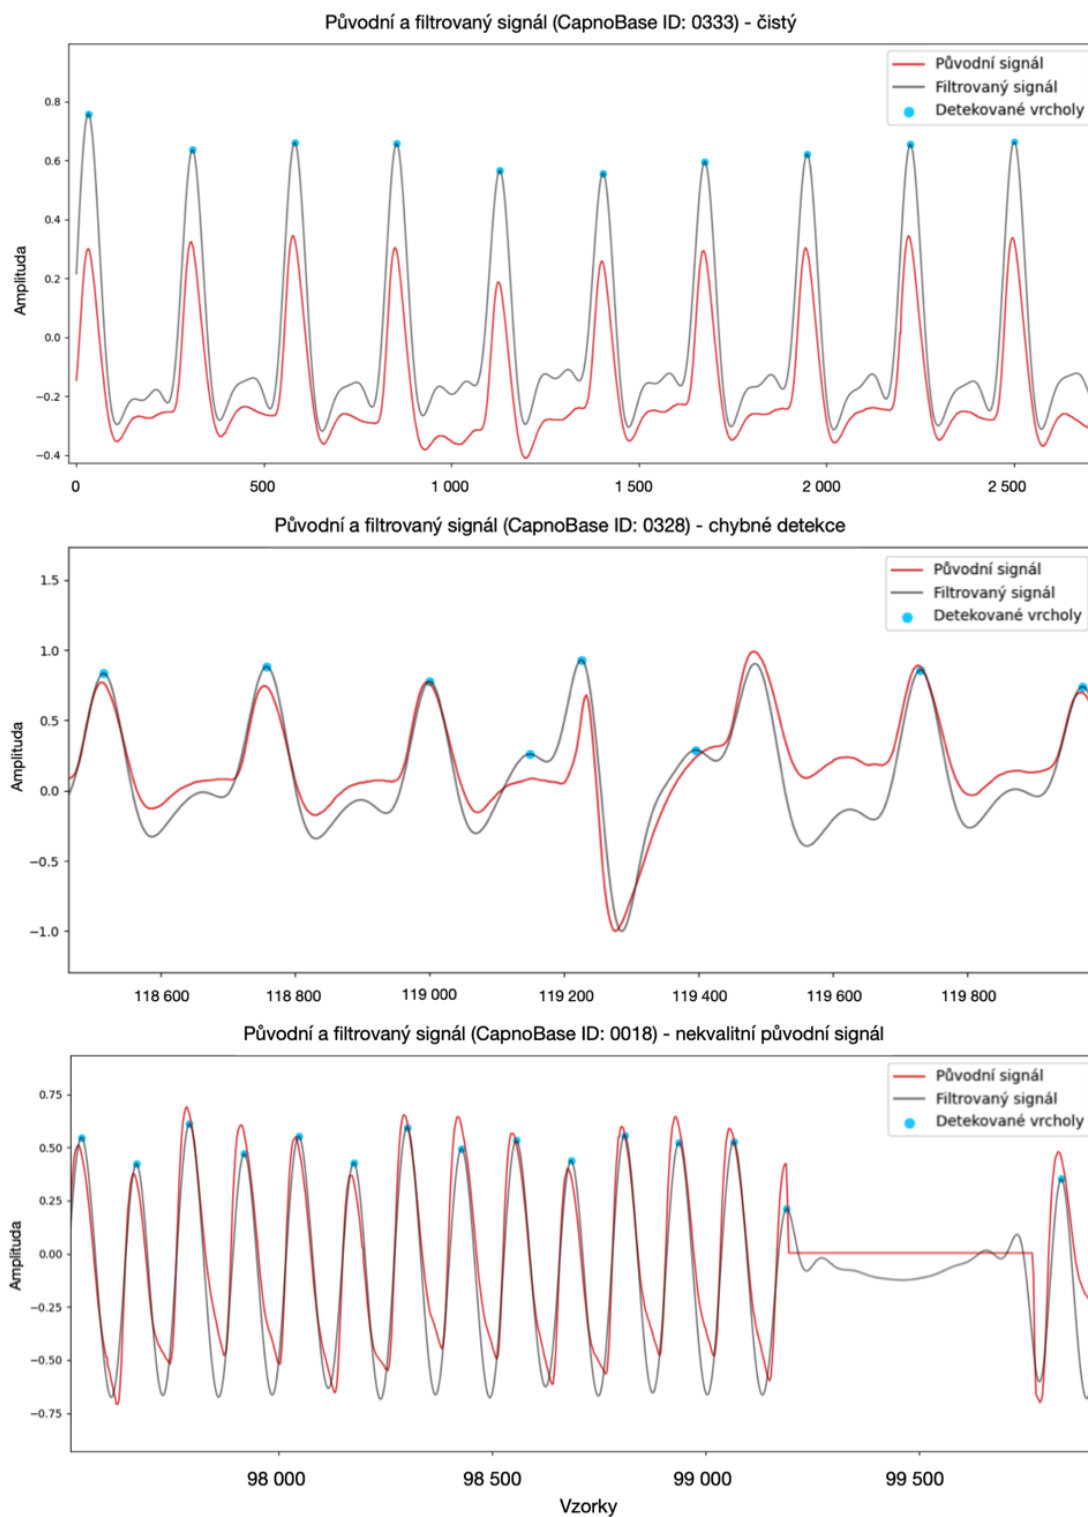 Původní a filtrovaný signál (CapnoBase ID: 0333) - čistý
Původní signál
Filtrovaný signál
Detekované vrcholy
Amplituda
0.8
0.6
0.4
0.2
0.0
−0.2
−0.4
0 500 1 000 1 500 2 000 2 500
Původní a filtrovaný signál (CapnoBase ID: 0328) - chybné detekce
Původní signál
Filtrovaný signál
Detekované vrcholy
Amplituda
1.5
1.0
0.5
0.0
−0.5
−1.0
118 600 118 800 119 000 119 200 119 400 119 600 119 800
Původní a filtrovaný signál (CapnoBase ID: 0018) - nekvalitní původní signál
Původní signál
Filtrovaný signál
Detekované vrcholy
Amplituda
0.75
0.50
0.25
0.00
−0.25
−0.50
−0.75
98 000 98 500 99 000 99 500
Vzorky